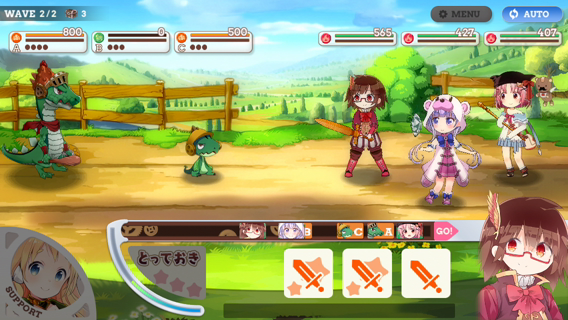 WAVE 2/2 3
MENU
AUTO
800
0
500
565
427
407
A
B
C
B
C
A
GO!
とっておき
SUPPORT